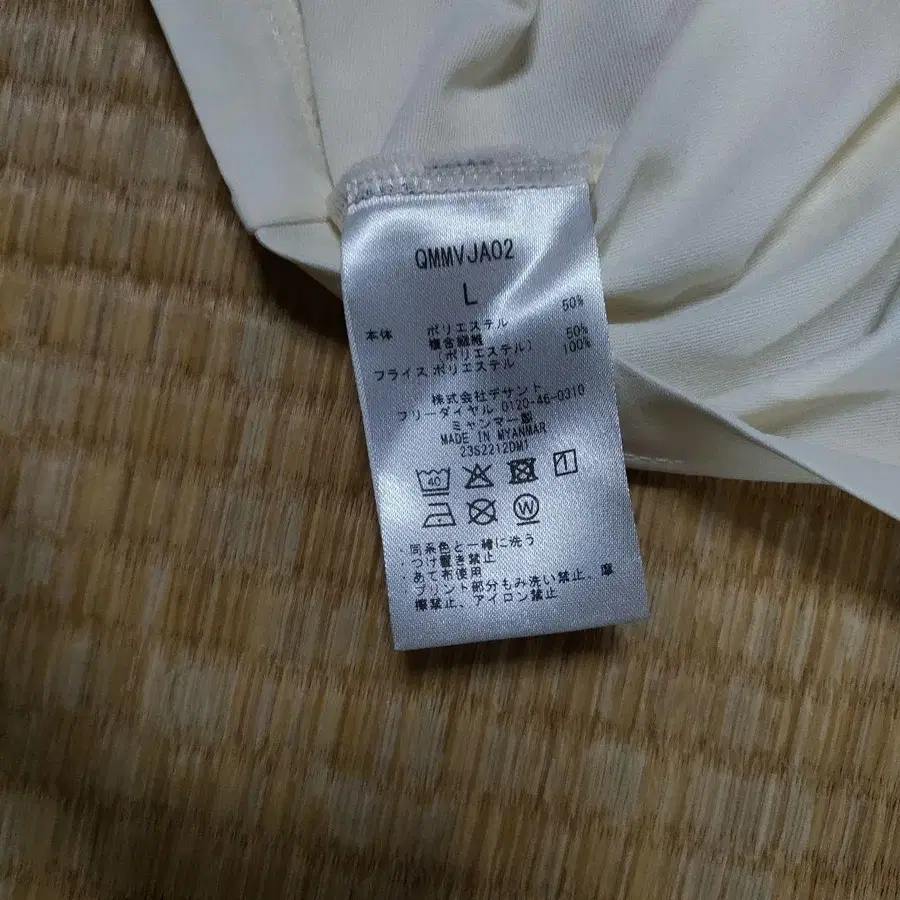 QMMVJA02
L
本体 ポリエステル 50%
複合繊維
(ポリエステル) 50%
フライス ポリエステル 100%
株式会社デサント
フリーダイヤル 0120-46-0310
ミャンマー製
MADE IN MYANMAR
23S2212DM1
40 1
W
・同系色と一緒に洗う
・つけ置き禁止
・あて布使用
プリント部分もみ洗い禁止、摩
擦禁止、アイロン禁止